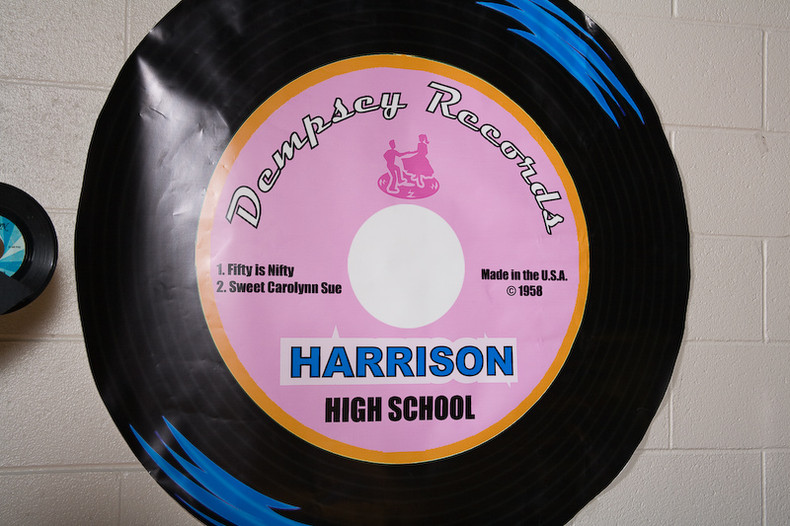 Dempsey Records
1. Fifty is Nifty
2. Sweet Carolynn Sue
Made in the U.S.A.
© 1958
HARRISON
HIGH SCHOOL